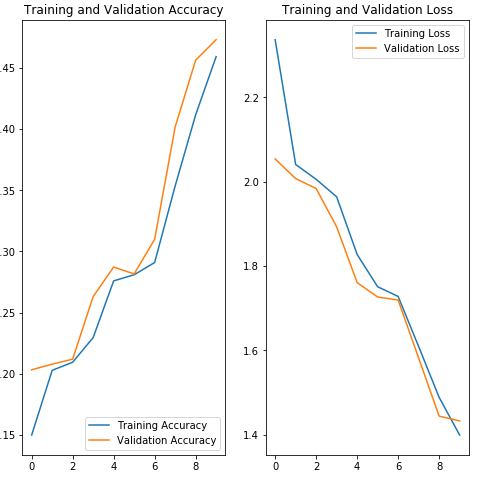 Training and Validation Accuracy
.45
.40
.35
.30
.25
.20
.15
0 2 4 6 8
Training Accuracy
Validation Accuracy
Training and Validation Loss
2.2
2.0
1.8
1.6
1.4
0 2 4 6 8
Training Loss
Validation Loss